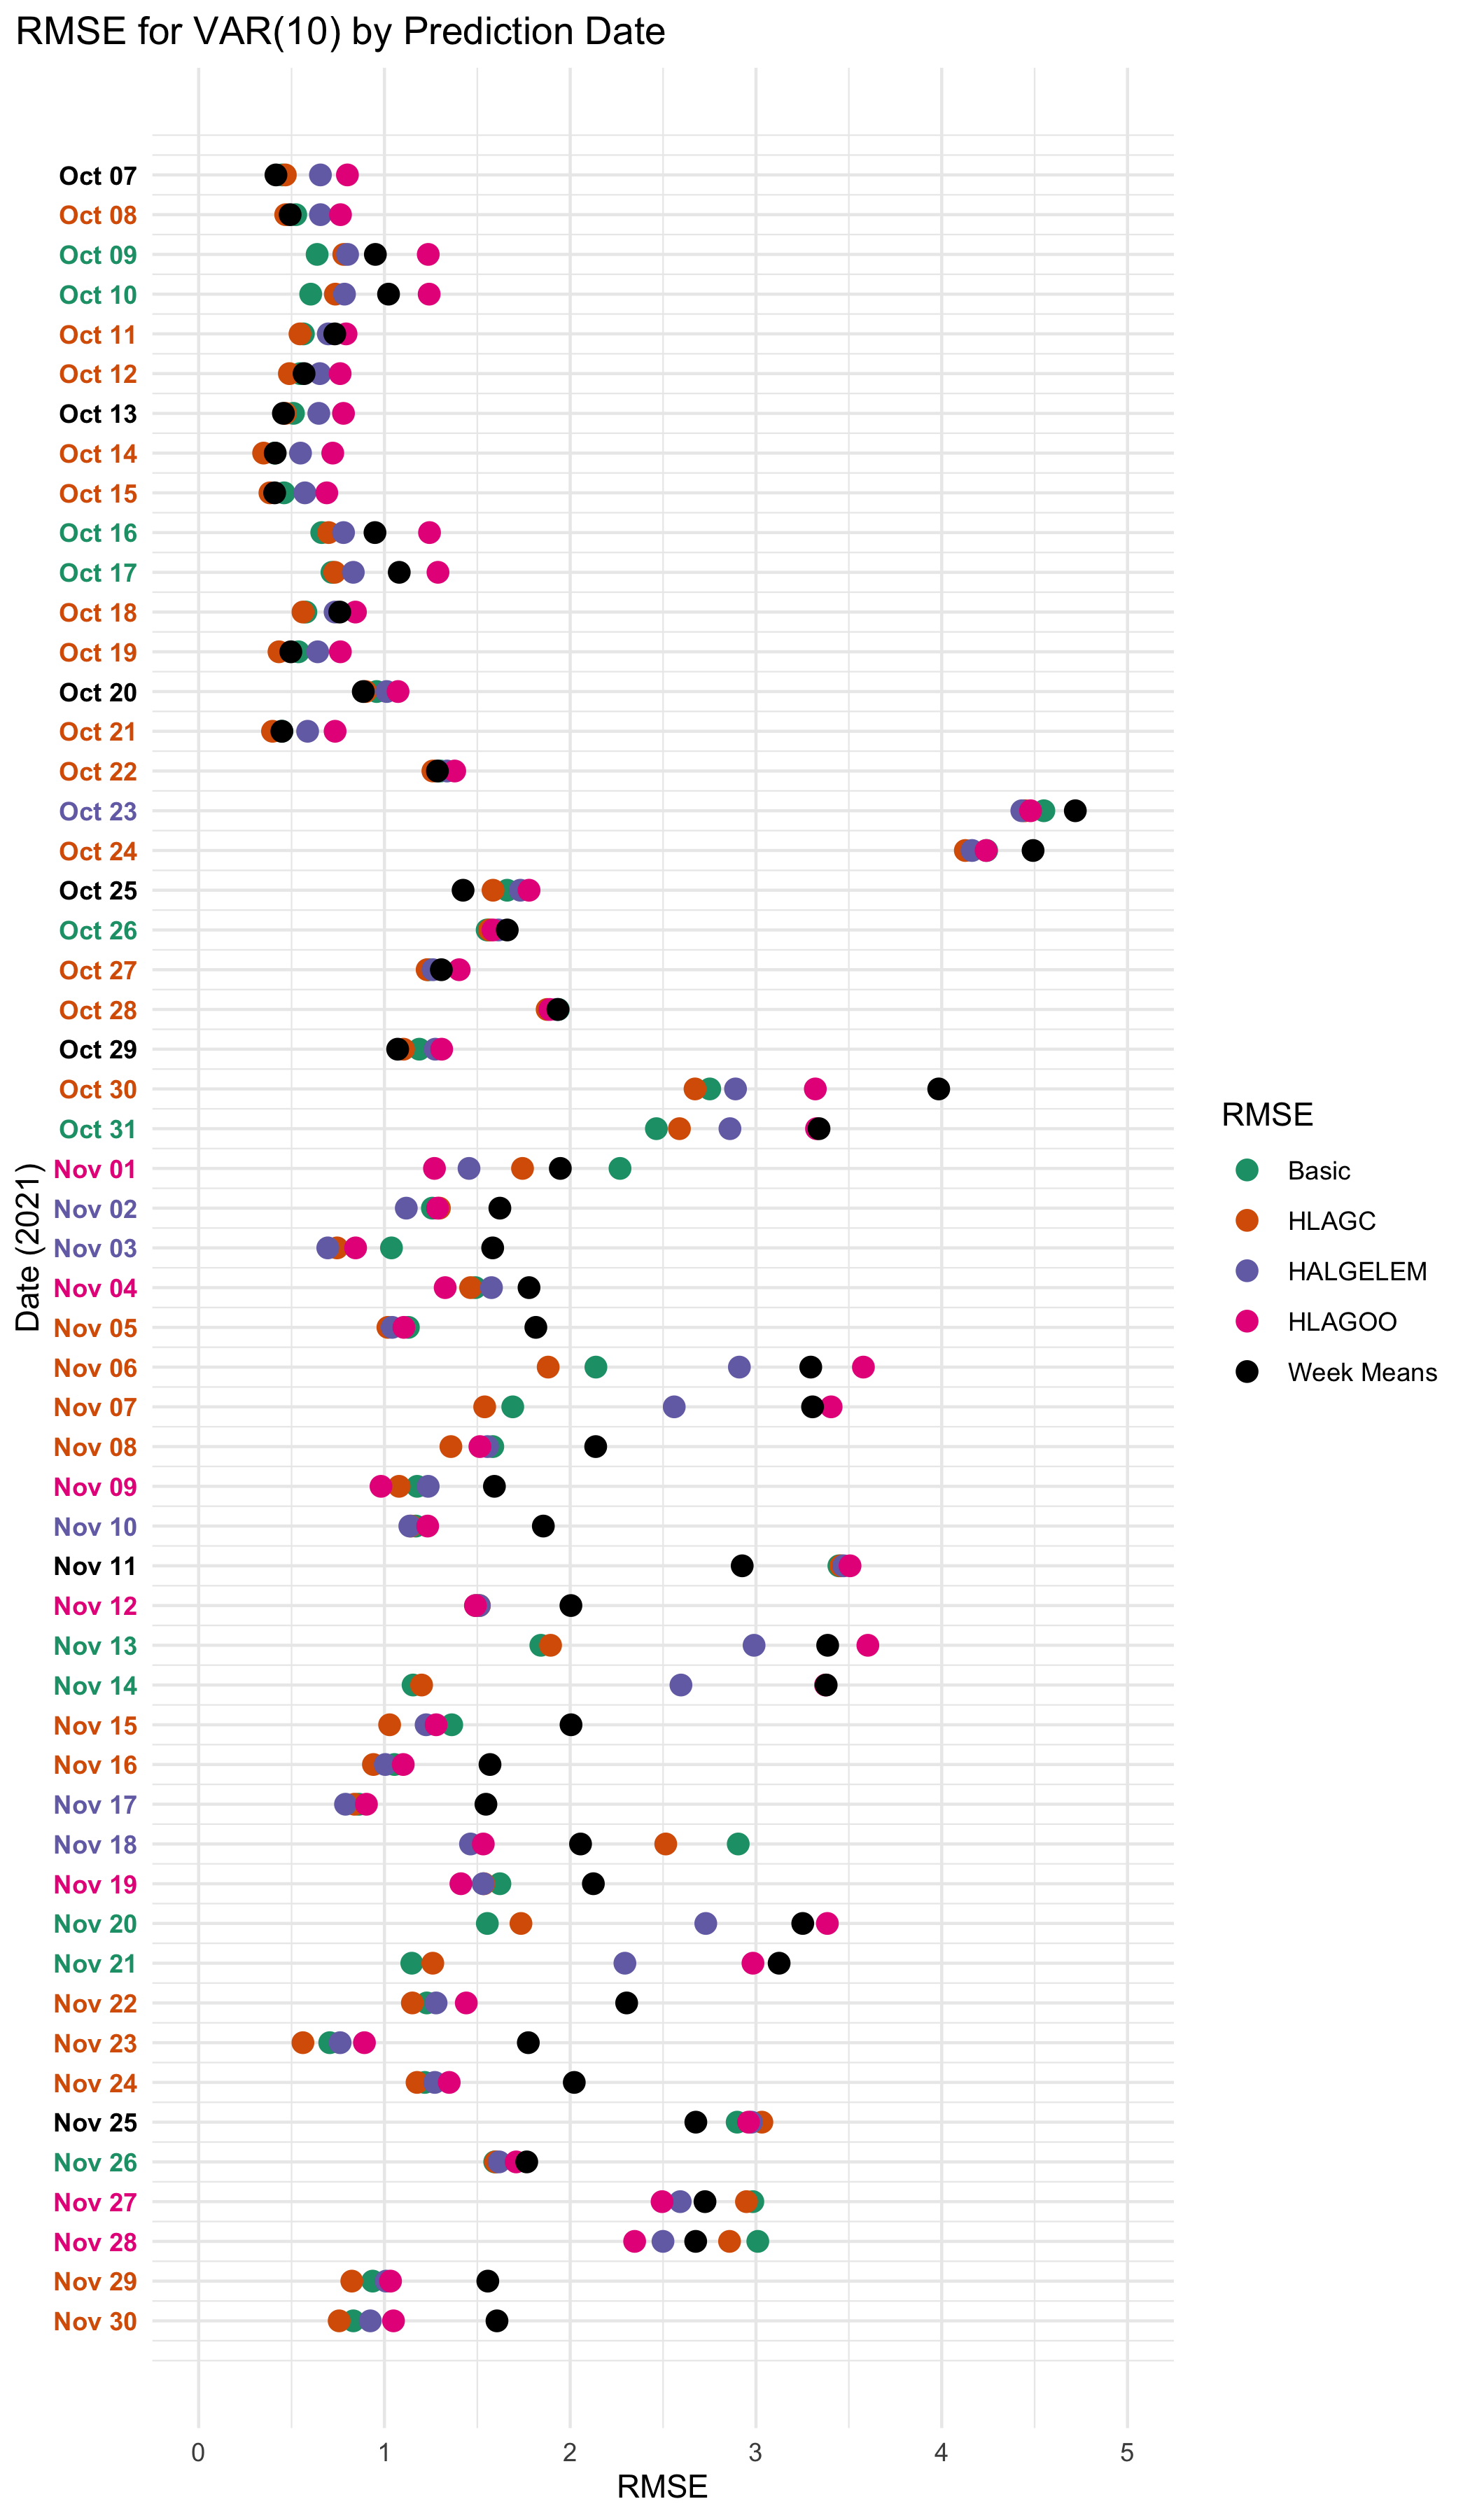 RMSE for VAR(10) by Prediction Date
Date (2021)
Oct 07
Oct 08
Oct 09
Oct 10
Oct 11
Oct 12
Oct 13
Oct 14
Oct 15
Oct 16
Oct 17
Oct 18
Oct 19
Oct 20
Oct 21
Oct 22
Oct 23
Oct 24
Oct 25
Oct 26
Oct 27
Oct 28
Oct 29
Oct 30
Oct 31
Nov 01
Nov 02
Nov 03
Nov 04
Nov 05
Nov 06
Nov 07
Nov 08
Nov 09
Nov 10
Nov 11
Nov 12
Nov 13
Nov 14
Nov 15
Nov 16
Nov 17
Nov 18
Nov 19
Nov 20
Nov 21
Nov 22
Nov 23
Nov 24
Nov 25
Nov 26
Nov 27
Nov 28
Nov 29
Nov 30
0 1 2 3 4 5
RMSE
RMSE
Basic
HLAGC
HALGELEM
HLAGOO
Week Means